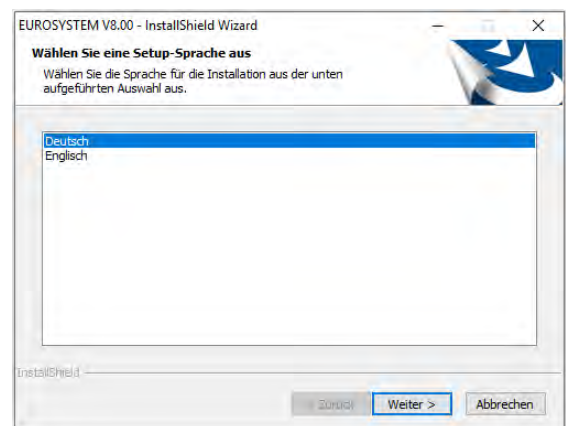 EUROSYSTEM V8.00 - InstallShield Wizard
Wählen Sie eine Setup-Sprache aus
Wählen Sie die Sprache für die Installation aus der unten
aufgeführten Auswahl aus.
Deutsch
Englisch
InstallShield
< Zurück Weiter > Abbrechen